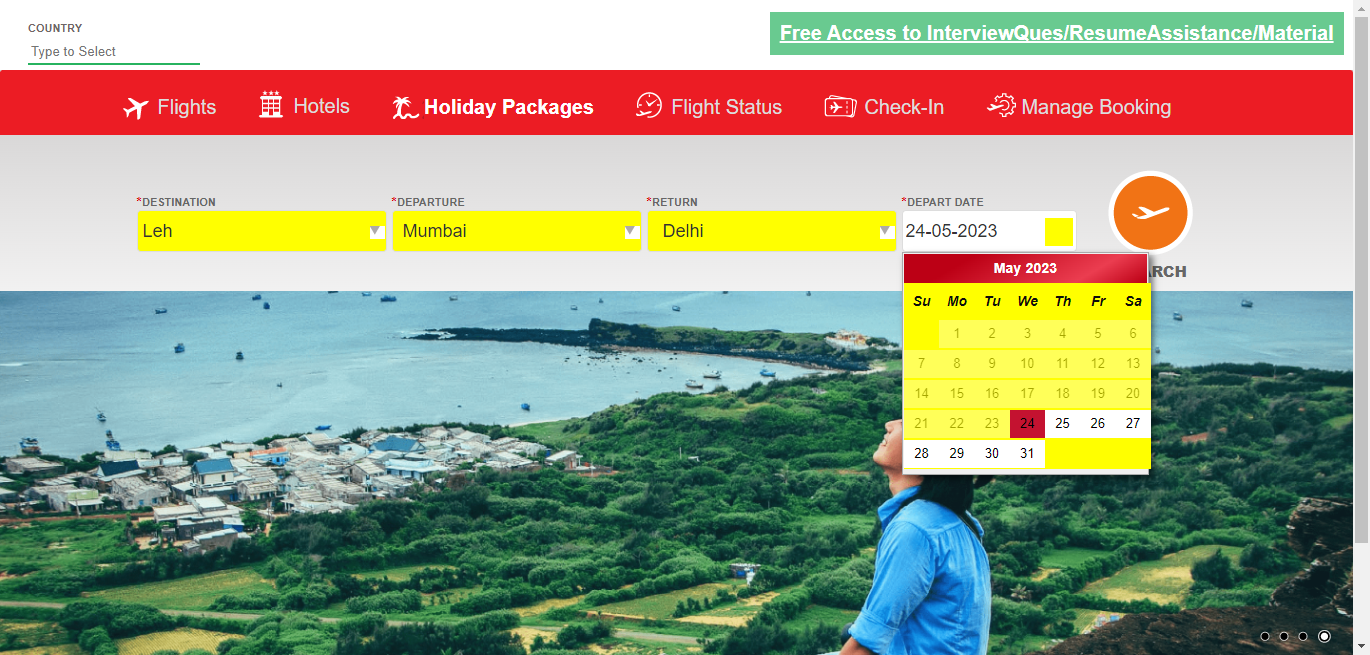 COUNTRY
Type to Select
Free Access to InterviewQues/ResumeAssistance/Material
Flights
Hotels
Holiday Packages
Flight Status
Check-In
Manage Booking
*DESTINATION
*DEPARTURE
*RETURN
*DEPART DATE
Leh
Mumbai
Delhi
24-05-2023
May 2023
Su Mo Tu We Th Fr Sa
1 2 3 4 5 6
7 8 9 10 11 12 13
14 15 16 17 18 19 20
21 22 23 24 25 26 27
28 29 30 31